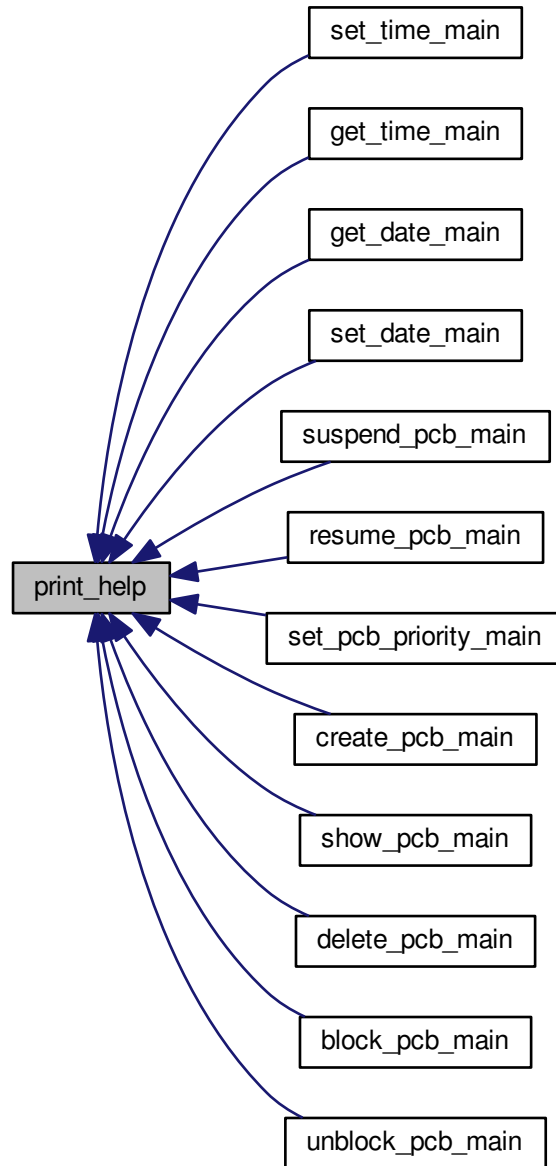 set_time_main
get_time_main
get_date_main
set_date_main
suspend_pcb_main
resume_pcb_main
print_help
set_pcb_priority_main
create_pcb_main
show_pcb_main
delete_pcb_main
block_pcb_main
unblock_pcb_main